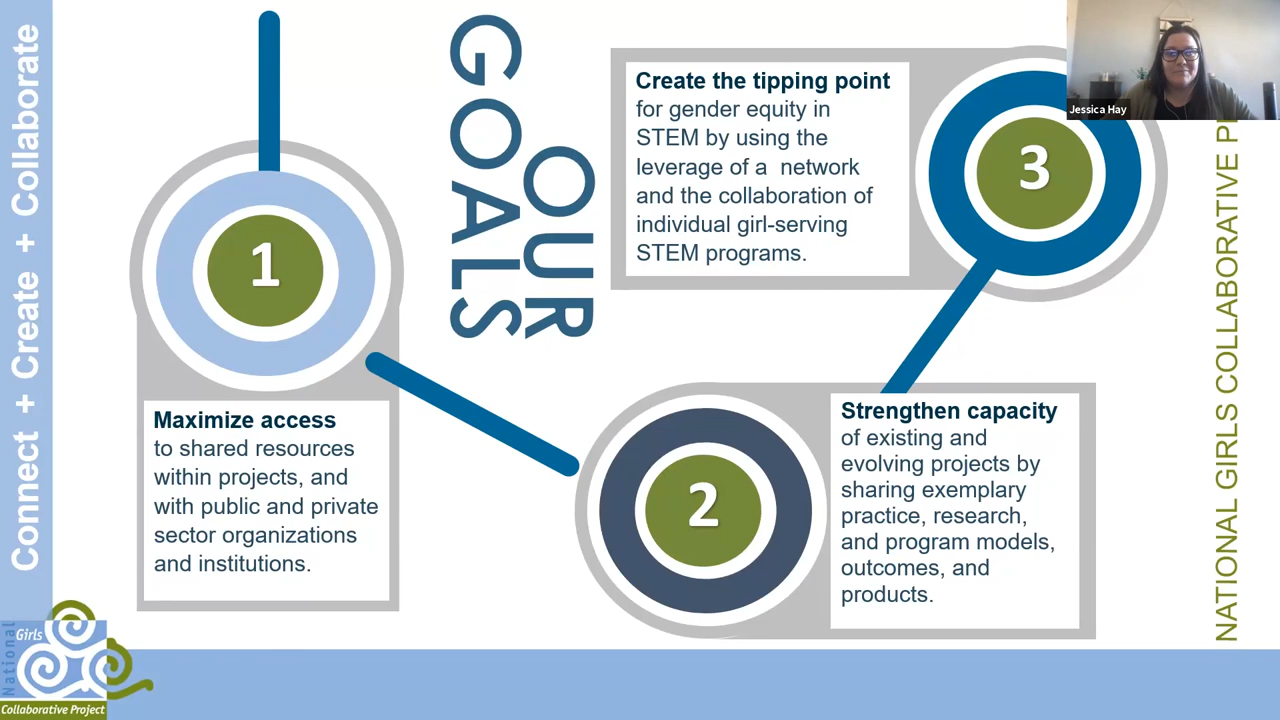 Connect + Create + Collaborate
OUR
GOALS
1
Maximize access
to shared resources
within projects, and
with public and private
sector organizations
and institutions.
2
Strengthen capacity
of existing and
evolving projects by
sharing exemplary
practice, research,
and program models,
outcomes, and
products.
3
Create the tipping point
for gender equity in
STEM by using the
leverage of a network
and the collaboration of
individual girl-serving
STEM programs.
Jessica Hay
NATIONAL GIRLS COLLABORATIVE
National
Girls
Collaborative Project